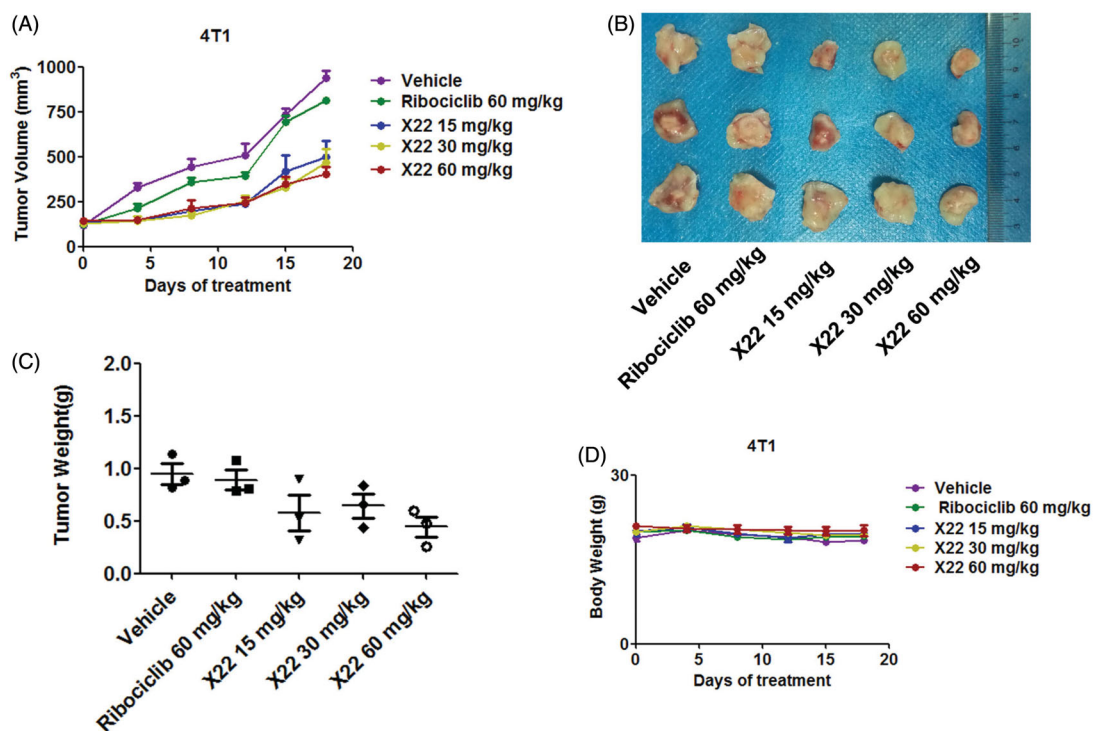 (A)
4T1
Tumor Volume (mm³)
1000
750
500
250
0
0 5 10 15 20
Days of treatment
Vehicle
Ribociclib 60 mg/kg
X22 15 mg/kg
X22 30 mg/kg
X22 60 mg/kg
(B)
Vehicle
Ribociclib 60 mg/kg
X22 15 mg/kg
X22 30 mg/kg
X22 60 mg/kg
(C)
Tumor Weight(g)
2.0
1.5
1.0
0.5
0.0
Vehicle
Ribociclib 60 mg/kg
X22 15 mg/kg
X22 30 mg/kg
X22 60 mg/kg
(D)
4T1
Body Weight (g)
30
0
0 5 10 15 20
Days of treatment
Vehicle
Ribociclib 60 mg/kg
X22 15 mg/kg
X22 30 mg/kg
X22 60 mg/kg